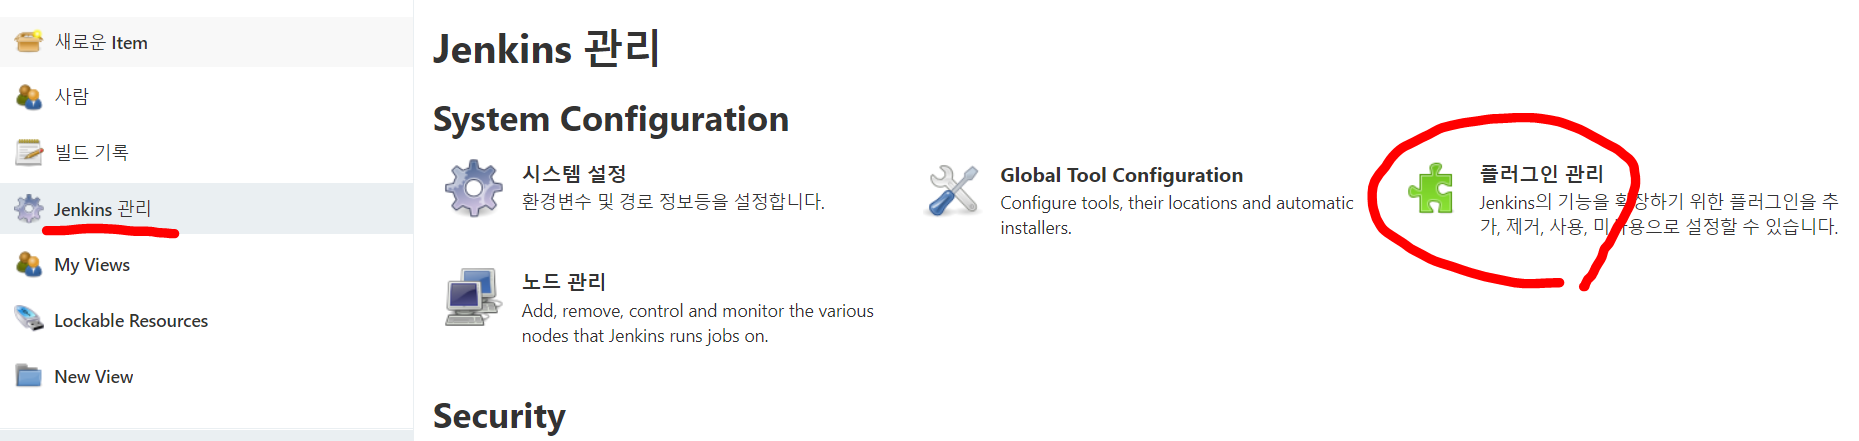 새로운 Item
사람
빌드 기록
Jenkins 관리
My Views
Lockable Resources
New View
Jenkins 관리
System Configuration
시스템 설정
환경변수 및 경로 정보등을 설정합니다.
Global Tool Configuration
Configure tools, their locations and automatic
installers.
플러그인 관리
Jenkins의 기능을 확장하기 위한 플러그인을 추
가, 제거, 사용, 미사용으로 설정할 수 있습니다.
노드 관리
Add, remove, control and monitor the various
nodes that Jenkins runs jobs on.
Security